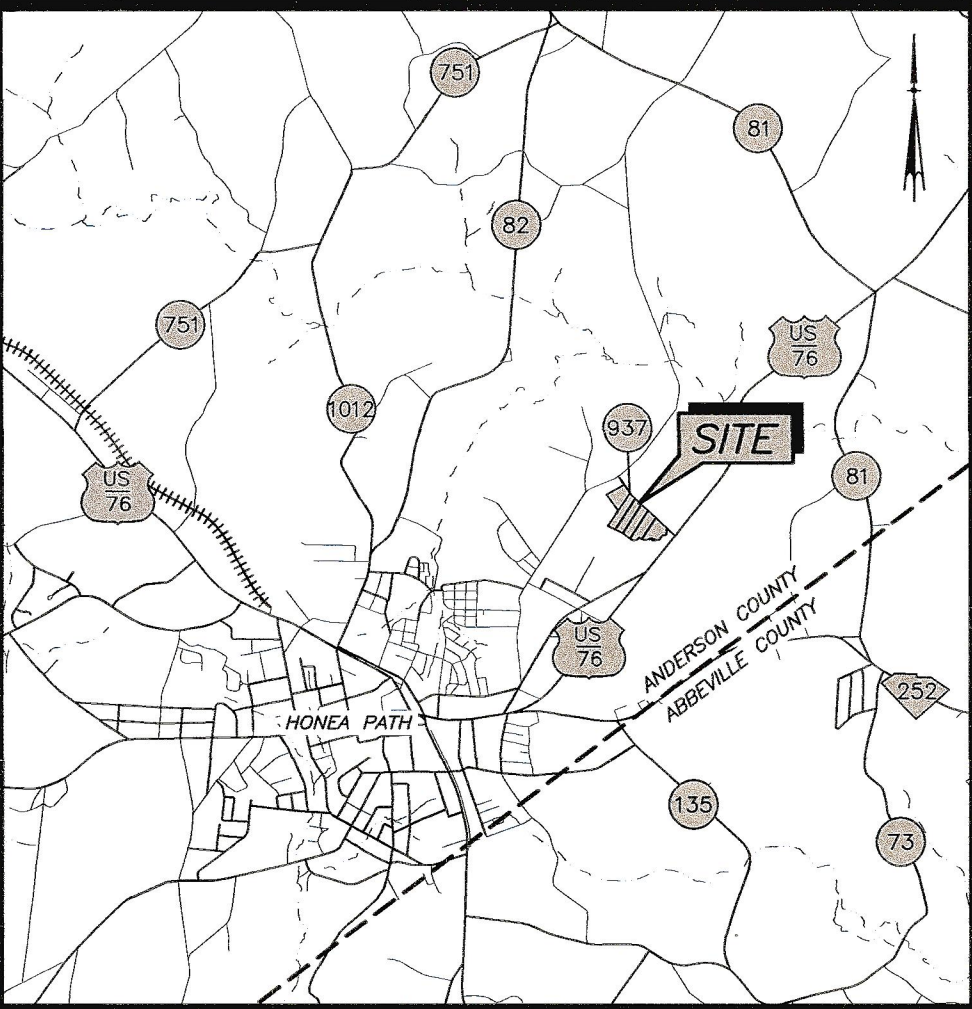 751
81
82
751
US
76
1012
937
SITE
US
76
81
ANDERSON COUNTY
ABBEVILLE COUNTY
US
76
252
HONEA PATH
135
73